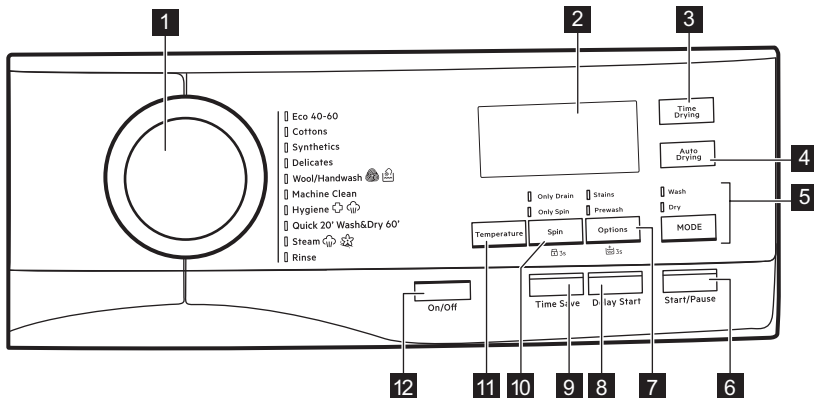 1
2
3
Time
Drying
Auto
Drying
4
Eco 40-60
Cottons
Synthetics
Delicates
Wool/Handwash
Machine Clean
Hygiene
Quick 20' Wash&Dry 60'
Steam
Rinse
Only Drain
Stains
Only Spin
Prewash
Wash
Dry
5
Temperature
Spin
Options
MODE
3s
3s
On/Off
Time Save
Delay Start
Start/Pause
12
11
10
9
8
7
6